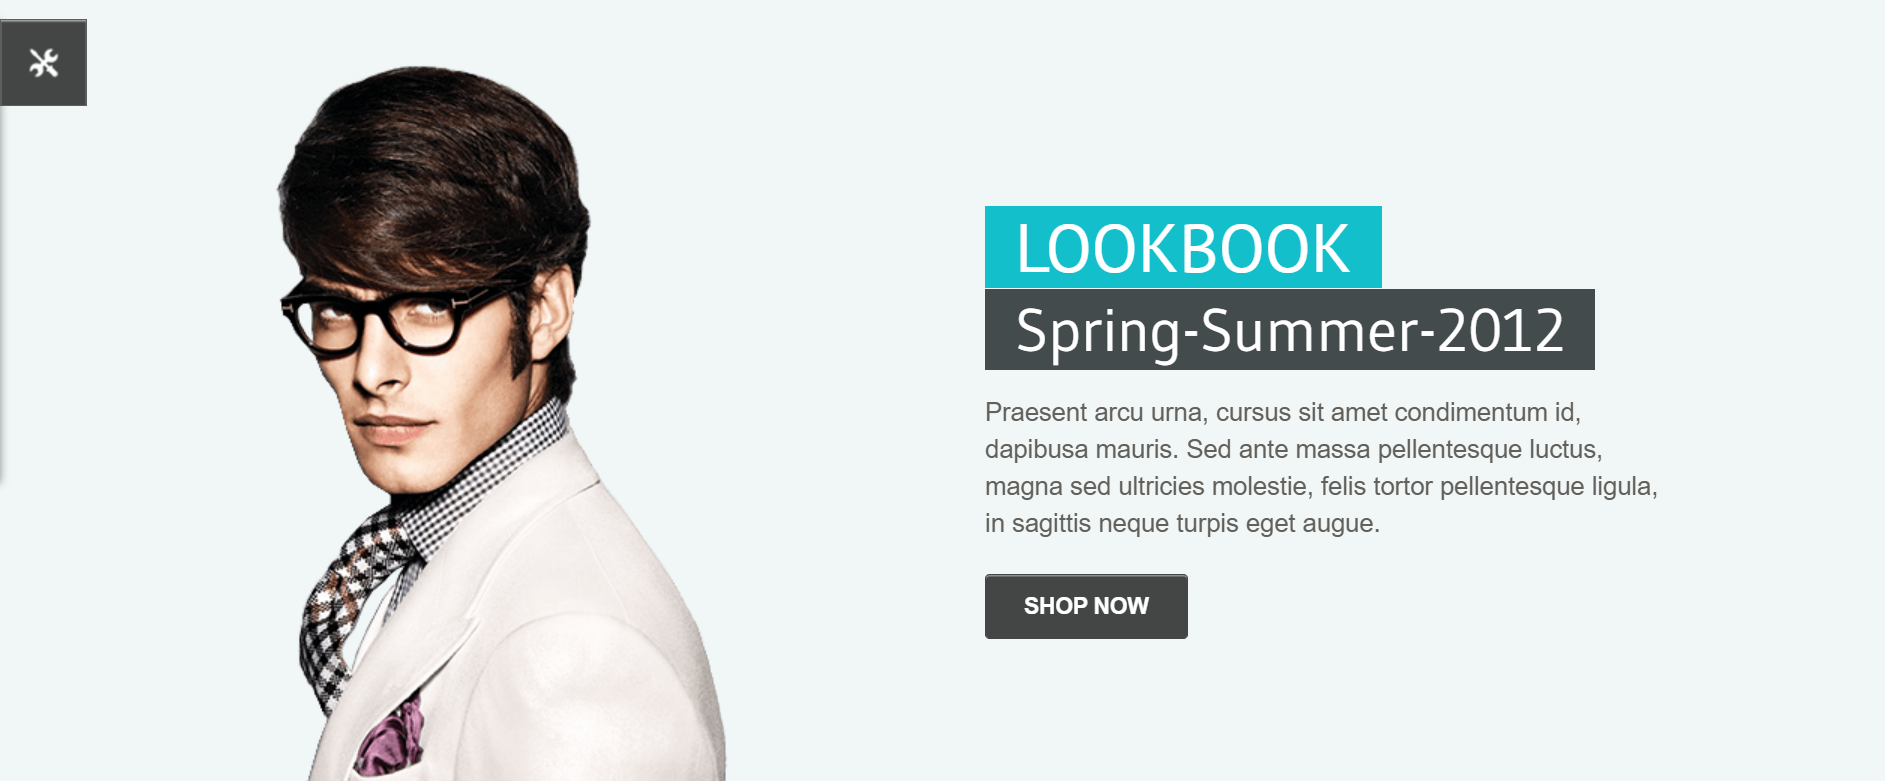 LOOKBOOK
Spring-Summer-2012
Praesent arcu urna, cursus sit amet condimentum id,
dapibusa mauris. Sed ante massa pellentesque luctus,
magna sed ultricies molestie, felis tortor pellentesque ligula,
in sagittis neque turpis eget augue.
SHOP NOW